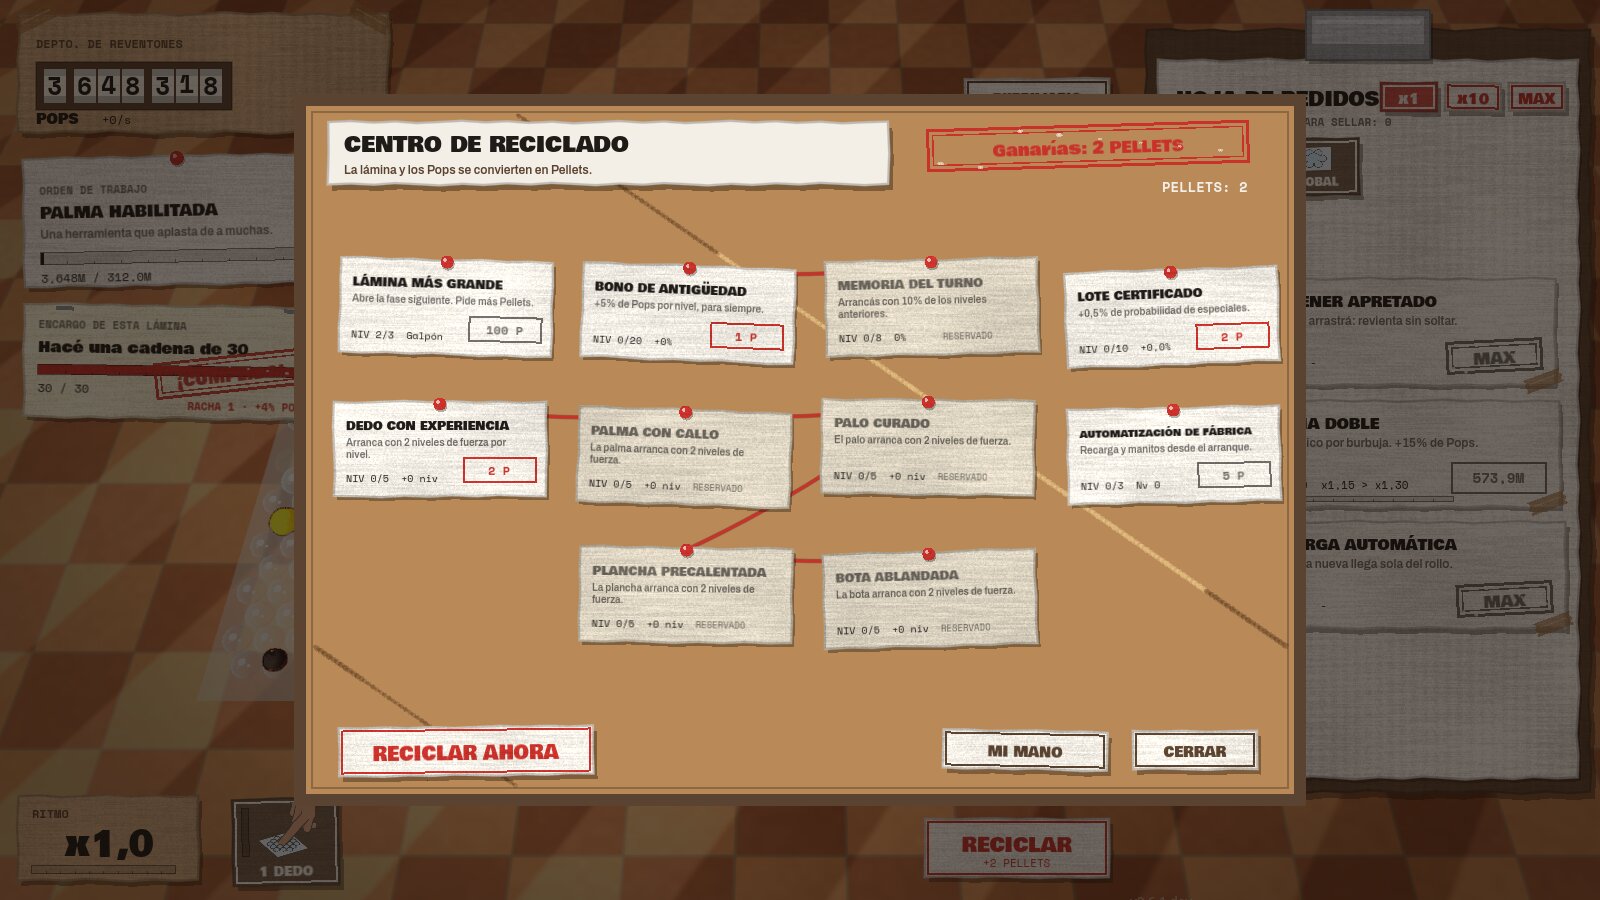 DEPTO. DE REVENTONES
3 648 318
POPS +0/s
ORDEN DE TRABAJO
PALMA HABILITADA
Una herramienta que aplasta de a muchas.
3,648M / 312.0M
ENCARGO DE ESTA LÁMINA
Hacé una cadena de 30
30 / 30
RACHA 1 · +4% PO
RITMO
x1,0
1 DEDO
CENTRO DE RECICLADO
La lámina y los Pops se convierten en Pellets.
Ganarías: 2 PELLETS
PELLETS: 2
LÁMINA MÁS GRANDE
Abre la fase siguiente. Pide más Pellets.
NIV 2/3 Galpón
100 P
BONO DE ANTIGÜEDAD
+5% de Pops por nivel, para siempre.
NIV 0/20 +0%
1 P
MEMORIA DEL TURNO
Arrancás con 10% de los niveles
anteriores.
NIV 0/8 0% RESERVADO
LOTE CERTIFICADO
+0,5% de probabilidad de especiales.
NIV 0/10 +0,0%
2 P
DEDO CON EXPERIENCIA
Arranca con 2 niveles de fuerza por
nivel.
NIV 0/5 +0 niv
2 P
PALMA CON CALLO
La palma arranca con 2 niveles de
fuerza.
NIV 0/5 +0 niv RESERVADO
PALO CURADO
El palo arranca con 2 niveles de fuerza.
NIV 0/5 +0 niv RESERVADO
AUTOMATIZACIÓN DE FÁBRICA
Recarga y manitos desde el arranque.
NIV 0/3 Nv 0
5 P
PLANCHA PRECALENTADA
La plancha arranca con 2 niveles de
fuerza.
NIV 0/5 +0 niv RESERVADO
BOTA ABLANDADA
La bota arranca con 2 niveles de fuerza.
NIV 0/5 +0 niv RESERVADO
RECICLAR AHORA
MI MANO
CERRAR
RECICLAR
+2 PELLETS
DE PEDIDOS
x1
x10
MAX
ARA SELLAR: 0
OBAL
ENER APRETADO
arrastrá: revienta sin soltar.
MAX
A DOBLE
ico por burbuja. +15% de Pops.
x1,15 > x1,30
573,9M
RGA AUTOMÁTICA
a nueva llega sola del rollo.
MAX